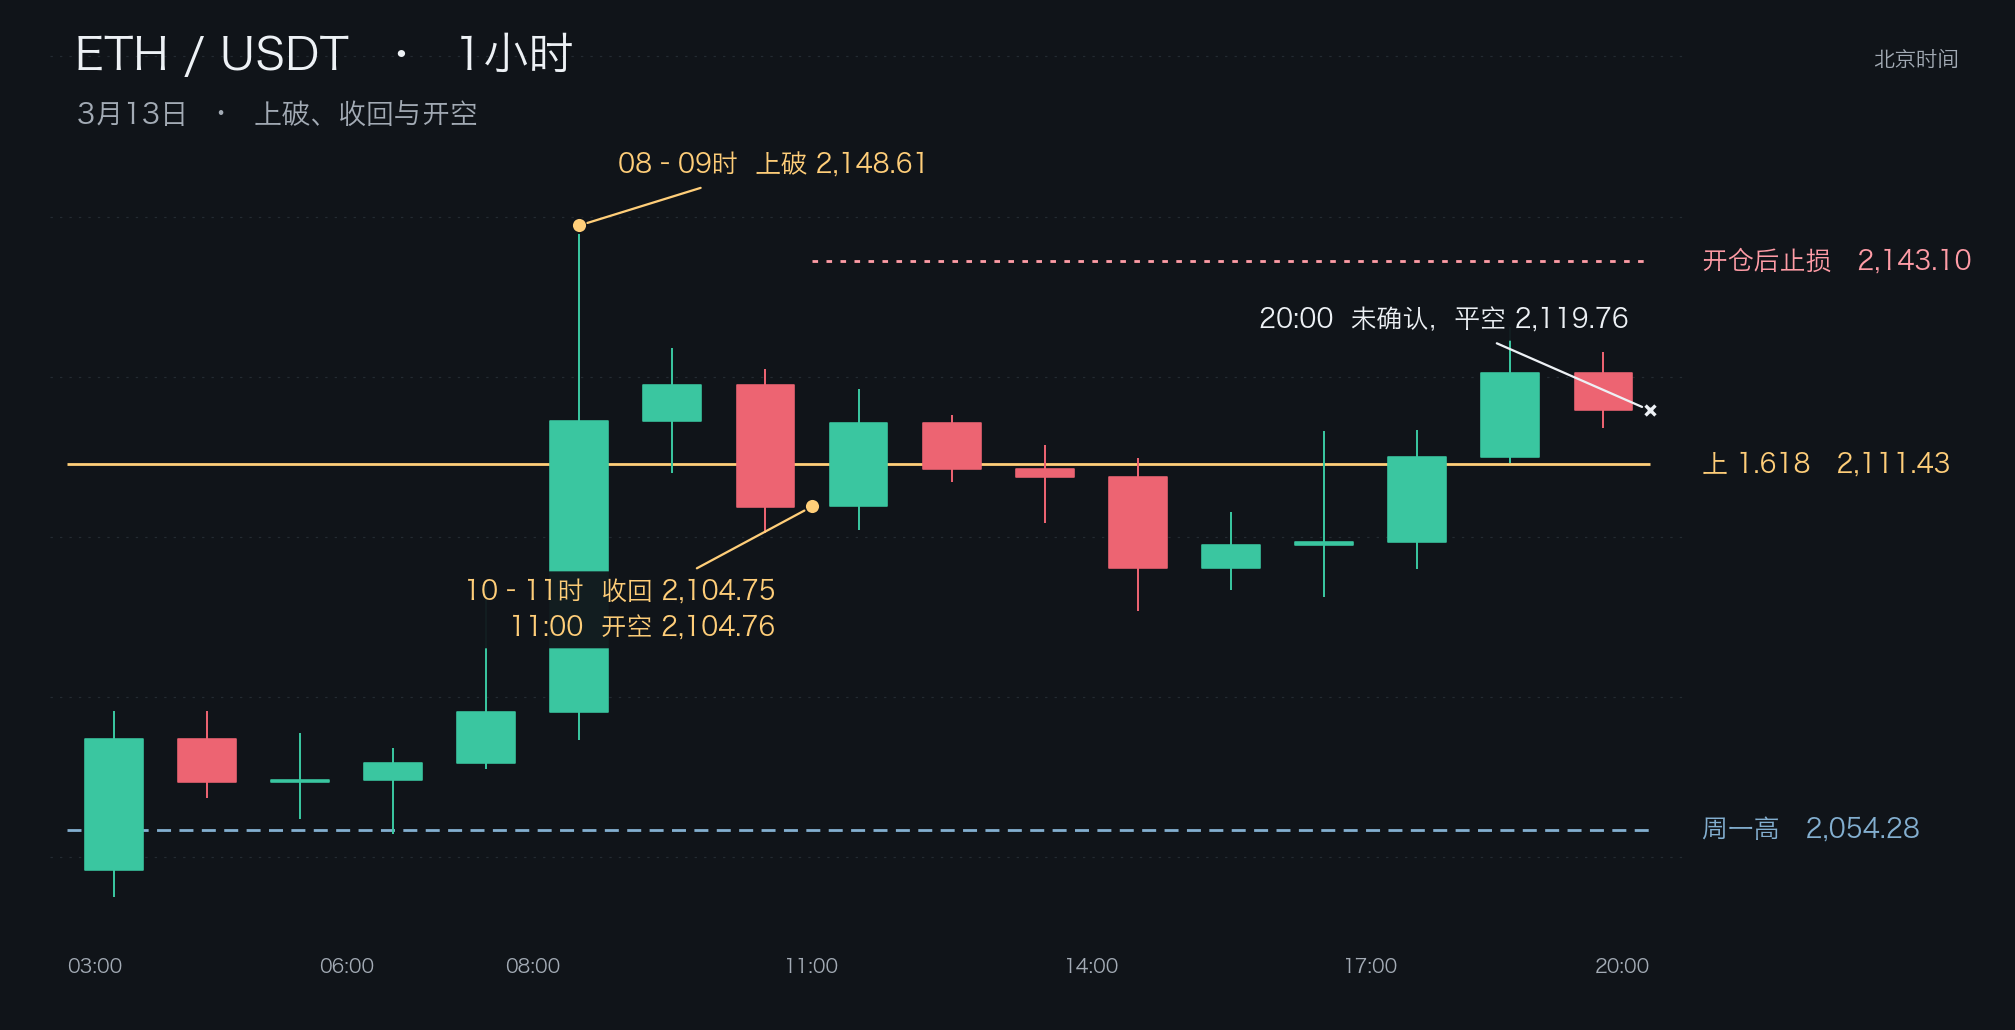 ETH / USDT · 1小时
北京时间
3月13日 · 上破、收回与开空
08 - 09时 上破 2,148.61
开仓后止损 2,143.10
20:00 未确认，平空 2,119.76
上 1.618 2,111.43
10 - 11时 收回 2,104.75
11:00 开空 2,104.76
周一高 2,054.28
03:00 06:00 08:00 11:00 14:00 17:00 20:00